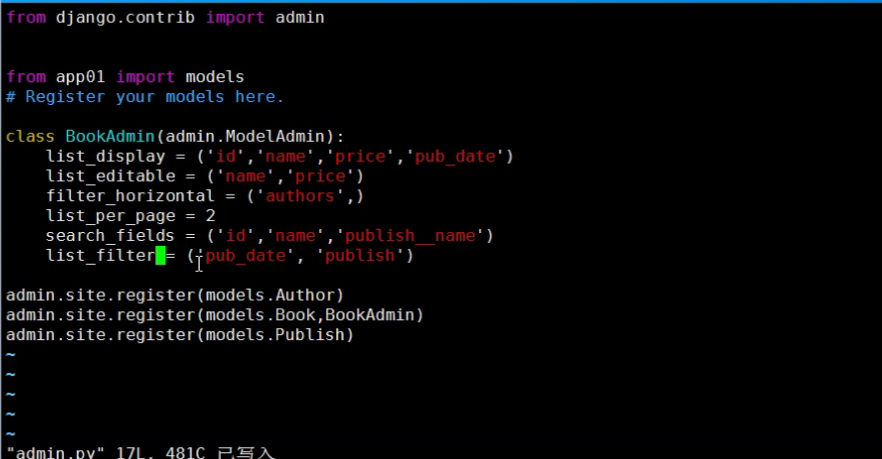 from django.contrib import admin
from app01 import models
# Register your models here.
class BookAdmin(admin.ModelAdmin):
    list_display = ('id','name','price','pub_date')
    list_editable = ('name','price')
    filter_horizontal = ('authors',)
    list_per_page = 2
    search_fields = ('id','name','publish__name')
    list_filter = ('pub_date', 'publish')
admin.site.register(models.Author)
admin.site.register(models.Book,BookAdmin)
admin.site.register(models.Publish)
~
~
~
~
~
"admin.py" 17L, 481C 已写入